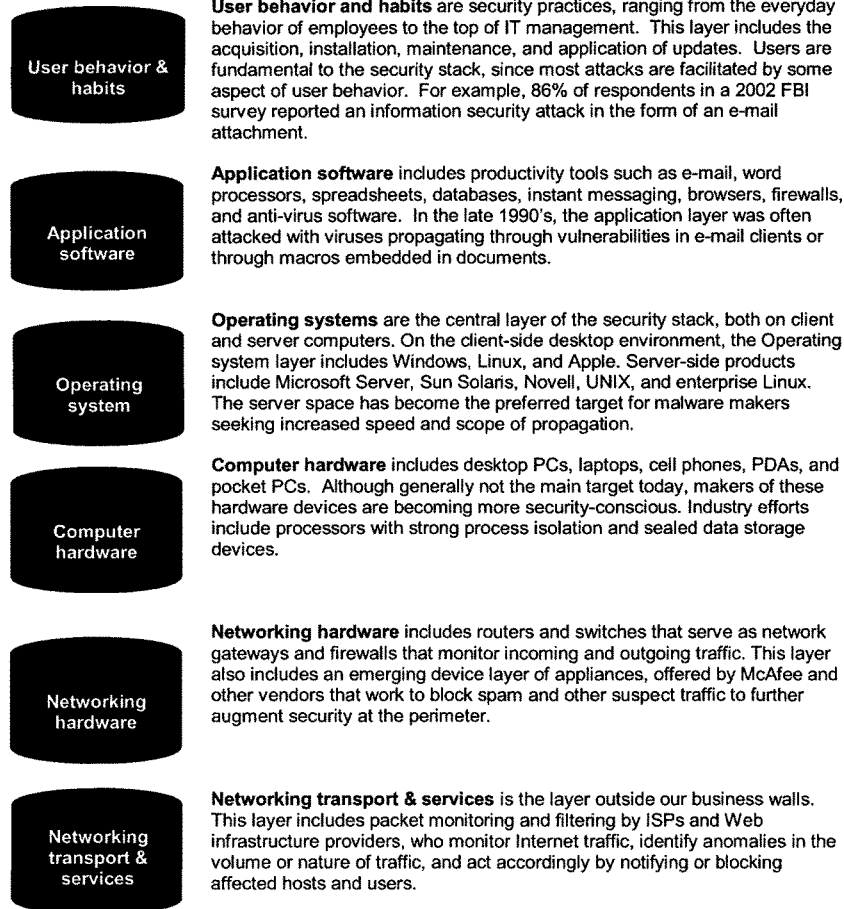 User behavior and habits are security practices, ranging from the everyday
behavior of employees to the top of IT management. This layer includes the
acquisition, installation, maintenance, and application of updates. Users are
fundamental to the security stack, since most attacks are facilitated by some
aspect of user behavior. For example, 86% of respondents in a 2002 FBI
survey reported an information security attack in the form of an e-mail
attachment.
User behavior &
habits
Application software includes productivity tools such as e-mail, word
processors, spreadsheets, databases, instant messaging, browsers, firewalls,
and anti-virus software. In the late 1990's, the application layer was often
attacked with viruses propagating through vulnerabilities in e-mail clients or
through macros embedded in documents.
Application
software
Operating systems are the central layer of the security stack, both on client
and server computers. On the client-side desktop environment, the Operating
system layer includes Windows, Linux, and Apple. Server-side products
include Microsoft Server, Sun Solaris, Novell, UNIX, and enterprise Linux.
The server space has become the preferred target for malware makers
seeking increased speed and scope of propagation.
Operating
system
Computer hardware includes desktop PCs, laptops, cell phones, PDAs, and
pocket PCs. Although generally not the main target today, makers of these
hardware devices are becoming more security-conscious. Industry efforts
include processors with strong process isolation and sealed data storage
devices.
Computer
hardware
Networking hardware includes routers and switches that serve as network
gateways and firewalls that monitor incoming and outgoing traffic. This layer
also includes an emerging device layer of appliances, offered by McAfee and
other vendors that work to block spam and other suspect traffic to further
augment security at the perimeter.
Networking
hardware
Networking transport & services is the layer outside our business walls.
This layer includes packet monitoring and filtering by ISPs and Web
infrastructure providers, who monitor Internet traffic, identify anomalies in the
volume or nature of traffic, and act accordingly by notifying or blocking
affected hosts and users.
Networking
transport &
services